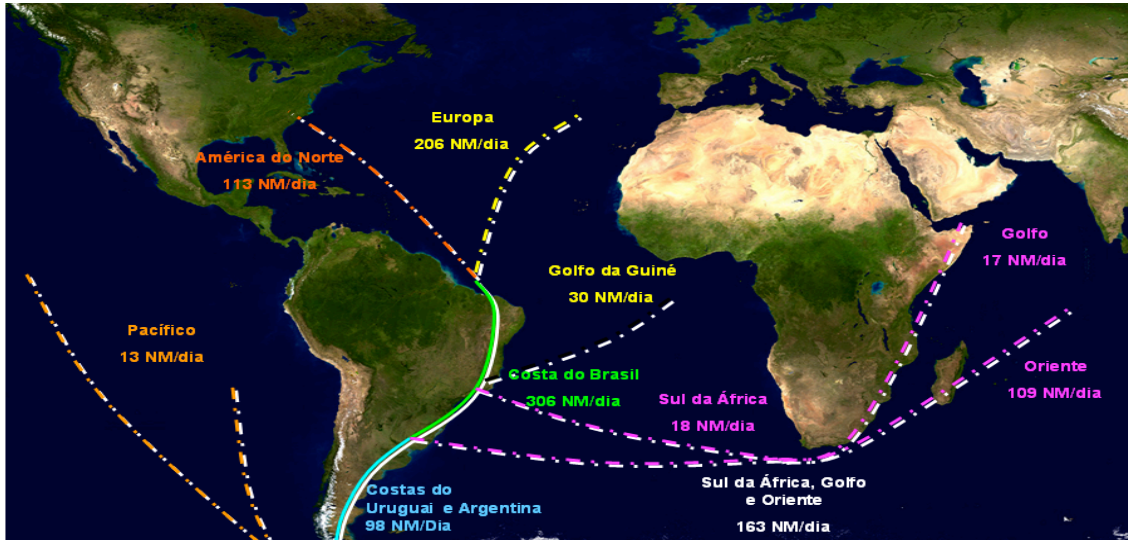 Europa
206 NM/dia
América do Norte
113 NM/dia
Golfo
17 NM/dia
Golfo da Guiné
30 NM/dia
Pacífico
13 NM/dia
Costa do Brasil
306 NM/dia
Oriente
109 NM/dia
Sul da África
18 NM/dia
Sul da África, Golfo
e Oriente
163 NM/dia
Costas do
Uruguai e Argentina
98 NM/Dia